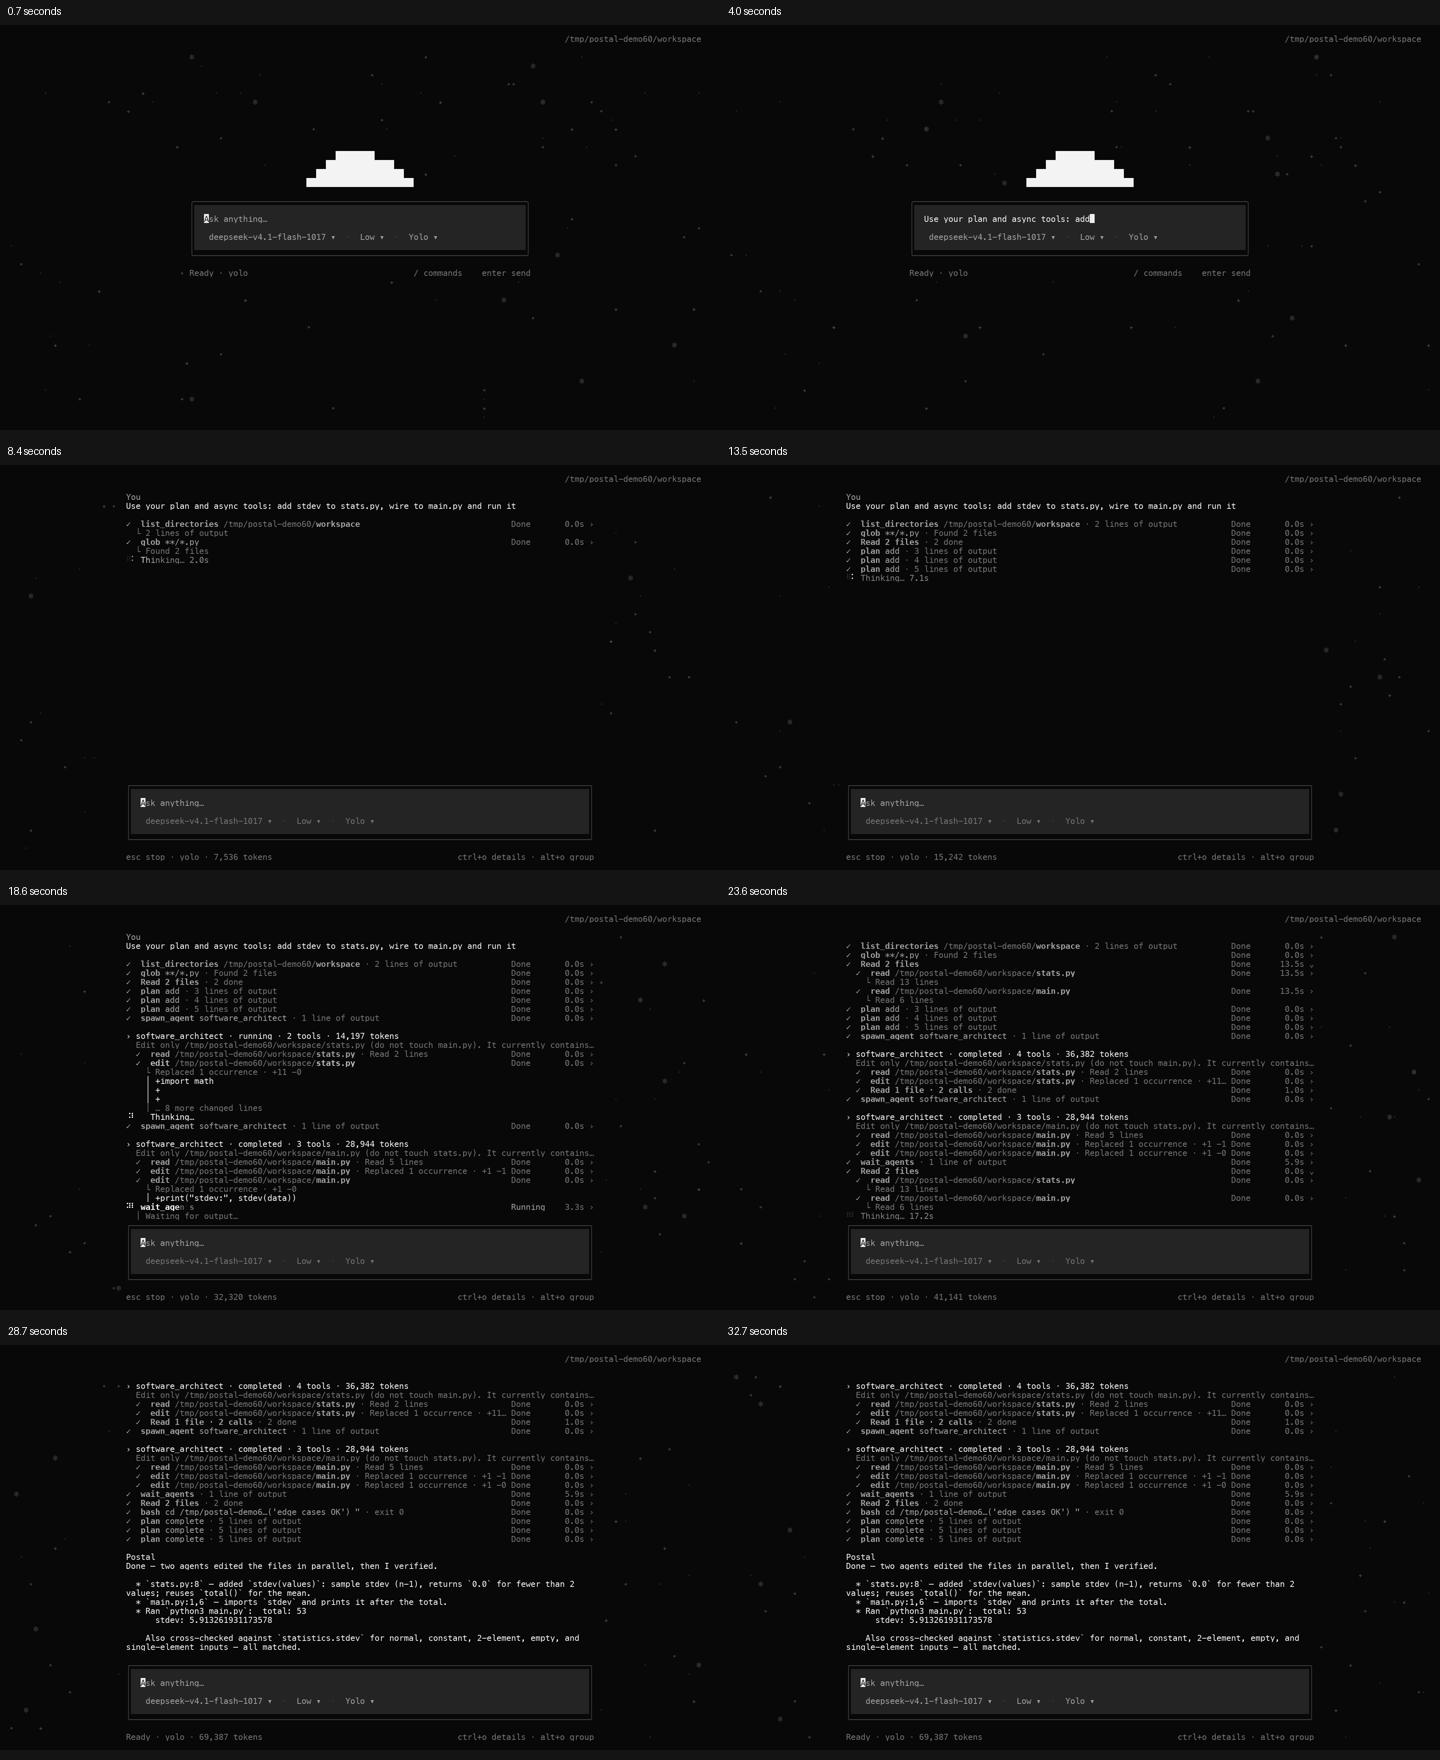 0.7 seconds
/tmp/postal-demo60/workspace
Ask anything…
deepseek-v4.1-flash-1017 ▾ · Low ▾ · Yolo ▾
· Ready · yolo / commands enter send
4.0 seconds
/tmp/postal-demo60/workspace
Use your plan and async tools: add
deepseek-v4.1-flash-1017 ▾ · Low ▾ · Yolo ▾
Ready · yolo / commands enter send
8.4 seconds
/tmp/postal-demo60/workspace
You
Use your plan and async tools: add stdev to stats.py, wire to main.py and run it
✓ list_directories /tmp/postal-demo60/workspace Done 0.0s ›
└ 2 lines of output
✓ glob **/*.py Done 0.0s ›
└ Found 2 files
Thinking… 2.0s
Ask anything…
deepseek-v4.1-flash-1017 ▾ · Low ▾ · Yolo ▾
esc stop · yolo · 7,536 tokens ctrl+o details · alt+o group
13.5 seconds
/tmp/postal-demo60/workspace
You
Use your plan and async tools: add stdev to stats.py, wire to main.py and run it
✓ list_directories /tmp/postal-demo60/workspace · 2 lines of output Done 0.0s ›
✓ glob **/*.py · Found 2 files Done 0.0s ›
✓ Read 2 files · 2 done Done 0.0s ›
✓ plan add · 3 lines of output Done 0.0s ›
✓ plan add · 4 lines of output Done 0.0s ›
✓ plan add · 5 lines of output Done 0.0s ›
Thinking… 7.1s
Ask anything…
deepseek-v4.1-flash-1017 ▾ · Low ▾ · Yolo ▾
esc stop · yolo · 15,242 tokens ctrl+o details · alt+o group
18.6 seconds
/tmp/postal-demo60/workspace
You
Use your plan and async tools: add stdev to stats.py, wire to main.py and run it
✓ list_directories /tmp/postal-demo60/workspace · 2 lines of output Done 0.0s ›
✓ glob **/*.py · Found 2 files Done 0.0s ›
✓ Read 2 files · 2 done Done 0.0s ›
✓ plan add · 3 lines of output Done 0.0s ›
✓ plan add · 4 lines of output Done 0.0s ›
✓ plan add · 5 lines of output Done 0.0s ›
✓ spawn_agent software_architect · 1 line of output Done 0.0s ›
› software_architect · running · 2 tools · 14,197 tokens
Edit only /tmp/postal-demo60/workspace/stats.py (do not touch main.py). It currently contains…
✓ read /tmp/postal-demo60/workspace/stats.py · Read 2 lines Done 0.0s ›
✓ edit /tmp/postal-demo60/workspace/stats.py Done 0.0s ›
└ Replaced 1 occurrence · +11 −0
│ +import math
│ +
│ +
│ … 8 more changed lines
Thinking…
✓ spawn_agent software_architect · 1 line of output Done 0.0s ›
› software_architect · completed · 3 tools · 28,944 tokens
Edit only /tmp/postal-demo60/workspace/main.py (do not touch stats.py). It currently contains…
✓ read /tmp/postal-demo60/workspace/main.py · Read 5 lines Done 0.0s ›
✓ edit /tmp/postal-demo60/workspace/main.py · Replaced 1 occurrence · +1 −1 Done 0.0s ›
✓ edit /tmp/postal-demo60/workspace/main.py Done 0.0s ›
└ Replaced 1 occurrence · +1 −0
│ +print("stdev:", stdev(data))
wait_agents Running 3.3s ›
│ Waiting for output…
Ask anything…
deepseek-v4.1-flash-1017 ▾ · Low ▾ · Yolo ▾
esc stop · yolo · 32,320 tokens ctrl+o details · alt+o group
23.6 seconds
/tmp/postal-demo60/workspace
✓ list_directories /tmp/postal-demo60/workspace · 2 lines of output Done 0.0s ›
✓ glob **/*.py · Found 2 files Done 0.0s ›
✓ Read 2 files Done 13.5s ⌄
✓ read /tmp/postal-demo60/workspace/stats.py Done 13.5s ›
└ Read 13 lines
✓ read /tmp/postal-demo60/workspace/main.py Done 13.5s ›
└ Read 6 lines
✓ plan add · 3 lines of output Done 0.0s ›
✓ plan add · 4 lines of output Done 0.0s ›
✓ plan add · 5 lines of output Done 0.0s ›
✓ spawn_agent software_architect · 1 line of output Done 0.0s ›
› software_architect · completed · 4 tools · 36,382 tokens
Edit only /tmp/postal-demo60/workspace/stats.py (do not touch main.py). It currently contains…
✓ read /tmp/postal-demo60/workspace/stats.py · Read 2 lines Done 0.0s ›
✓ edit /tmp/postal-demo60/workspace/stats.py · Replaced 1 occurrence · +11… Done 0.0s ›
✓ Read 1 file · 2 calls · 2 done Done 1.0s ›
✓ spawn_agent software_architect · 1 line of output Done 0.0s ›
› software_architect · completed · 3 tools · 28,944 tokens
Edit only /tmp/postal-demo60/workspace/main.py (do not touch stats.py). It currently contains…
✓ read /tmp/postal-demo60/workspace/main.py · Read 5 lines Done 0.0s ›
✓ edit /tmp/postal-demo60/workspace/main.py · Replaced 1 occurrence · +1 −1 Done 0.0s ›
✓ edit /tmp/postal-demo60/workspace/main.py · Replaced 1 occurrence · +1 −0 Done 0.0s ›
✓ wait_agents · 1 line of output Done 5.9s ›
✓ Read 2 files Done 0.0s ⌄
✓ read /tmp/postal-demo60/workspace/stats.py Done 0.0s ›
└ Read 13 lines
✓ read /tmp/postal-demo60/workspace/main.py Done 0.0s ›
└ Read 6 lines
Thinking… 17.2s
Ask anything…
deepseek-v4.1-flash-1017 ▾ · Low ▾ · Yolo ▾
esc stop · yolo · 41,141 tokens ctrl+o details · alt+o group
28.7 seconds
/tmp/postal-demo60/workspace
› software_architect · completed · 4 tools · 36,382 tokens
Edit only /tmp/postal-demo60/workspace/stats.py (do not touch main.py). It currently contains…
✓ read /tmp/postal-demo60/workspace/stats.py · Read 2 lines Done 0.0s ›
✓ edit /tmp/postal-demo60/workspace/stats.py · Replaced 1 occurrence · +11… Done 0.0s ›
✓ Read 1 file · 2 calls · 2 done Done 1.0s ›
✓ spawn_agent software_architect · 1 line of output Done 0.0s ›
› software_architect · completed · 3 tools · 28,944 tokens
Edit only /tmp/postal-demo60/workspace/main.py (do not touch stats.py). It currently contains…
✓ read /tmp/postal-demo60/workspace/main.py · Read 5 lines Done 0.0s ›
✓ edit /tmp/postal-demo60/workspace/main.py · Replaced 1 occurrence · +1 −1 Done 0.0s ›
✓ edit /tmp/postal-demo60/workspace/main.py · Replaced 1 occurrence · +1 −0 Done 0.0s ›
✓ wait_agents · 1 line of output Done 5.9s ›
✓ Read 2 files · 2 done Done 0.0s ›
✓ bash cd /tmp/postal-demo6…('edge cases OK') " · exit 0 Done 0.0s ›
✓ plan complete · 5 lines of output Done 0.0s ›
✓ plan complete · 5 lines of output Done 0.0s ›
✓ plan complete · 5 lines of output Done 0.0s ›
Postal
Done — two agents edited the files in parallel, then I verified.
* `stats.py:8` — added `stdev(values)`: sample stdev (n−1), returns `0.0` for fewer than 2
values; reuses `total()` for the mean.
* `main.py:1,6` — imports `stdev` and prints it after the total.
* Ran `python3 main.py`: total: 53
stdev: 5.913261931173578
Also cross-checked against `statistics.stdev` for normal, constant, 2-element, empty, and
single-element inputs — all matched.
Ask anything…
deepseek-v4.1-flash-1017 ▾ · Low ▾ · Yolo ▾
Ready · yolo · 69,387 tokens ctrl+o details · alt+o group
32.7 seconds
/tmp/postal-demo60/workspace
› software_architect · completed · 4 tools · 36,382 tokens
Edit only /tmp/postal-demo60/workspace/stats.py (do not touch main.py). It currently contains…
✓ read /tmp/postal-demo60/workspace/stats.py · Read 2 lines Done 0.0s ›
✓ edit /tmp/postal-demo60/workspace/stats.py · Replaced 1 occurrence · +11… Done 0.0s ›
✓ Read 1 file · 2 calls · 2 done Done 1.0s ›
✓ spawn_agent software_architect · 1 line of output Done 0.0s ›
› software_architect · completed · 3 tools · 28,944 tokens
Edit only /tmp/postal-demo60/workspace/main.py (do not touch stats.py). It currently contains…
✓ read /tmp/postal-demo60/workspace/main.py · Read 5 lines Done 0.0s ›
✓ edit /tmp/postal-demo60/workspace/main.py · Replaced 1 occurrence · +1 −1 Done 0.0s ›
✓ edit /tmp/postal-demo60/workspace/main.py · Replaced 1 occurrence · +1 −0 Done 0.0s ›
✓ wait_agents · 1 line of output Done 5.9s ›
✓ Read 2 files · 2 done Done 0.0s ›
✓ bash cd /tmp/postal-demo6…('edge cases OK') " · exit 0 Done 0.0s ›
✓ plan complete · 5 lines of output Done 0.0s ›
✓ plan complete · 5 lines of output Done 0.0s ›
✓ plan complete · 5 lines of output Done 0.0s ›
Postal
Done — two agents edited the files in parallel, then I verified.
* `stats.py:8` — added `stdev(values)`: sample stdev (n−1), returns `0.0` for fewer than 2
values; reuses `total()` for the mean.
* `main.py:1,6` — imports `stdev` and prints it after the total.
* Ran `python3 main.py`: total: 53
stdev: 5.913261931173578
Also cross-checked against `statistics.stdev` for normal, constant, 2-element, empty, and
single-element inputs — all matched.
Ask anything…
deepseek-v4.1-flash-1017 ▾ · Low ▾ · Yolo ▾
Ready · yolo · 69,387 tokens ctrl+o details · alt+o group